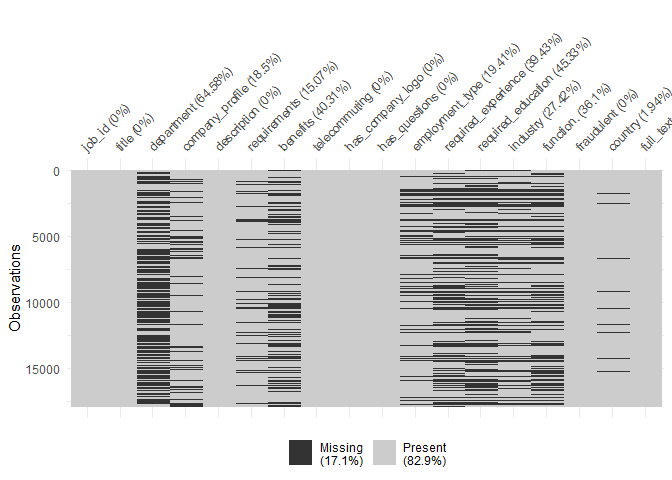 job_id (0%)
title (0%)
department (64.58%)
company_profile (18.5%)
description (0%)
requirements (15.07%)
benefits (40.31%)
telecommuting (0%)
has_company_logo (0%)
has_questions (0%)
employment_type (19.41%)
required_experience (39.43%)
required_education (45.33%)
industry (27.42%)
function. (36.1%)
fraudulent (0%)
country (1.94%)
full_text
0
5000
10000
15000
Observations
Missing
(17.1%)
Present
(82.9%)